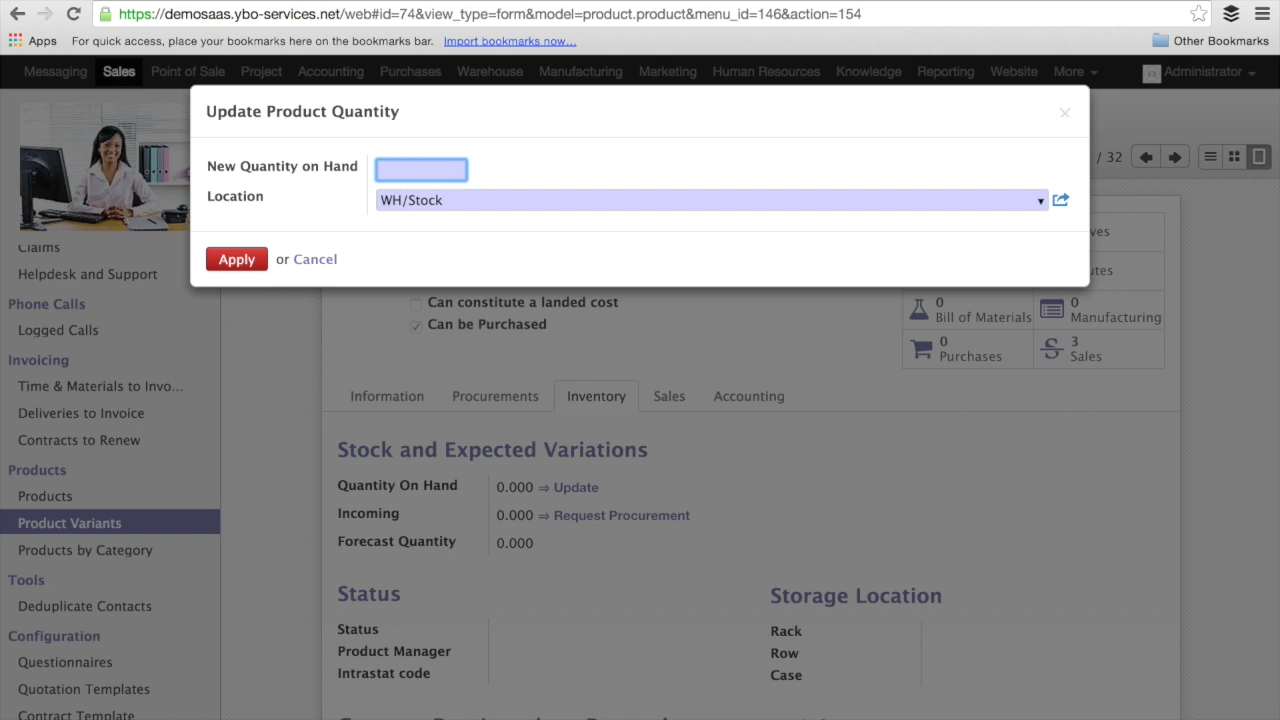 https://demosaas.ybo-services.net/web#id=74&view_type=form&model=product.product&menu_id=146&action=154
Apps For quick access, place your bookmarks here on the bookmarks bar. Import bookmarks now... Other Bookmarks
Messaging Sales Point of Sale Project Accounting Purchases Warehouse Manufacturing Marketing Human Resources Knowledge Reporting Website More Administrator
Update Product Quantity ×
New Quantity on Hand
Location WH/Stock
Apply or Cancel
/ 32
Claims
Helpdesk and Support
Phone Calls
Logged Calls
Invoicing
Time & Materials to Invo...
Deliveries to Invoice
Contracts to Renew
Products
Products
Product Variants
Products by Category
Tools
Deduplicate Contacts
Configuration
Questionnaires
Quotation Templates
Contract Template
Can constitute a landed cost
Can be Purchased
0 Bill of Materials
0 Manufacturing
0 Purchases
3 Sales
Information Procurements Inventory Sales Accounting
Stock and Expected Variations
Quantity On Hand 0.000 ⇒ Update
Incoming 0.000 ⇒ Request Procurement
Forecast Quantity 0.000
Status
Status
Product Manager
Intrastat code
Storage Location
Rack
Row
Case